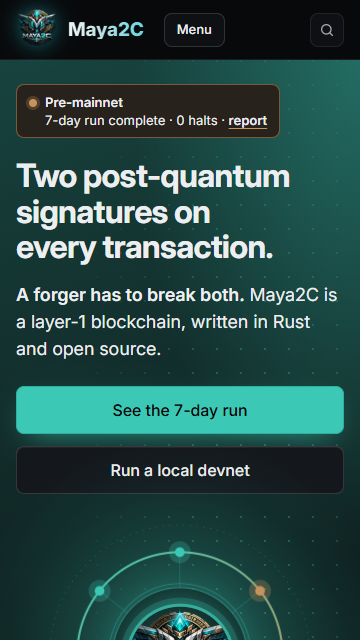 MAYA2C
Maya2C
Menu
Pre-mainnet
7-day run complete · 0 halts · report
Two post-quantum
signatures on
every transaction.
A forger has to break both. Maya2C is
a layer-1 blockchain, written in Rust
and open source.
See the 7-day run
Run a local devnet